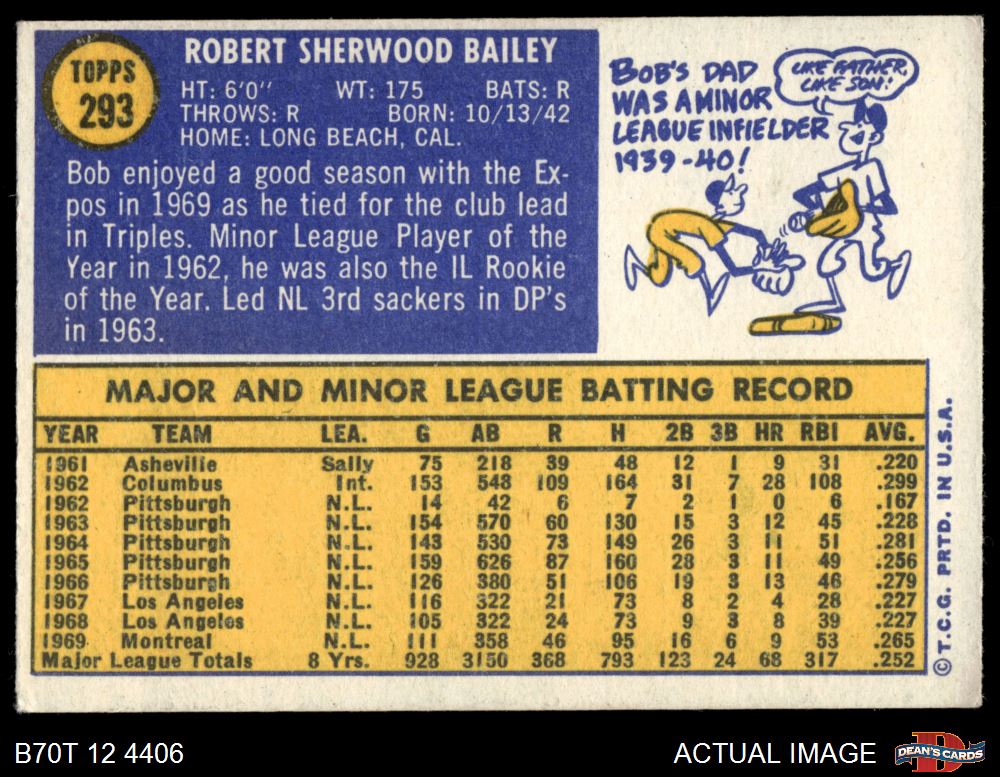 TOPPS
293
ROBERT SHERWOOD BAILEY
HT: 6'0" WT: 175 BATS: R
THROWS: R BORN: 10/13/42
HOME: LONG BEACH, CAL.
Bob enjoyed a good season with the Ex-
pos in 1969 as he tied for the club lead
in Triples. Minor League Player of the
Year in 1962, he was also the IL Rookie
of the Year. Led NL 3rd sackers in DP's
in 1963.
BOB'S DAD
WAS A MINOR
LEAGUE INFIELDER
1939-40!
LIKE FATHER,
LIKE SON!
MAJOR AND MINOR LEAGUE BATTING RECORD
YEAR TEAM LEA. G AB R H 2B 3B HR RBI AVG.
1961 Asheville Sally 75 218 39 48 12 1 9 31 .220
1962 Columbus Int. 153 548 109 164 31 7 28 108 .299
1962 Pittsburgh N.L. 14 42 6 7 2 1 0 6 .167
1963 Pittsburgh N.L. 154 570 60 130 15 3 12 45 .228
1964 Pittsburgh N.L. 143 530 73 149 26 3 11 51 .281
1965 Pittsburgh N.L. 159 626 87 160 28 3 11 49 .256
1966 Pittsburgh N.L. 126 380 51 106 19 3 13 46 .279
1967 Los Angeles N.L. 116 322 21 73 8 2 4 28 .227
1968 Los Angeles N.L. 105 322 24 73 9 3 8 39 .227
1969 Montreal N.L. 111 358 46 95 16 6 9 53 .265
Major League Totals 8 Yrs. 928 3150 368 793 123 24 68 317 .252
© T.C.G. PRTD. IN U.S.A.
B70T 12 4406
ACTUAL IMAGE
D
DEAN'S CARDS